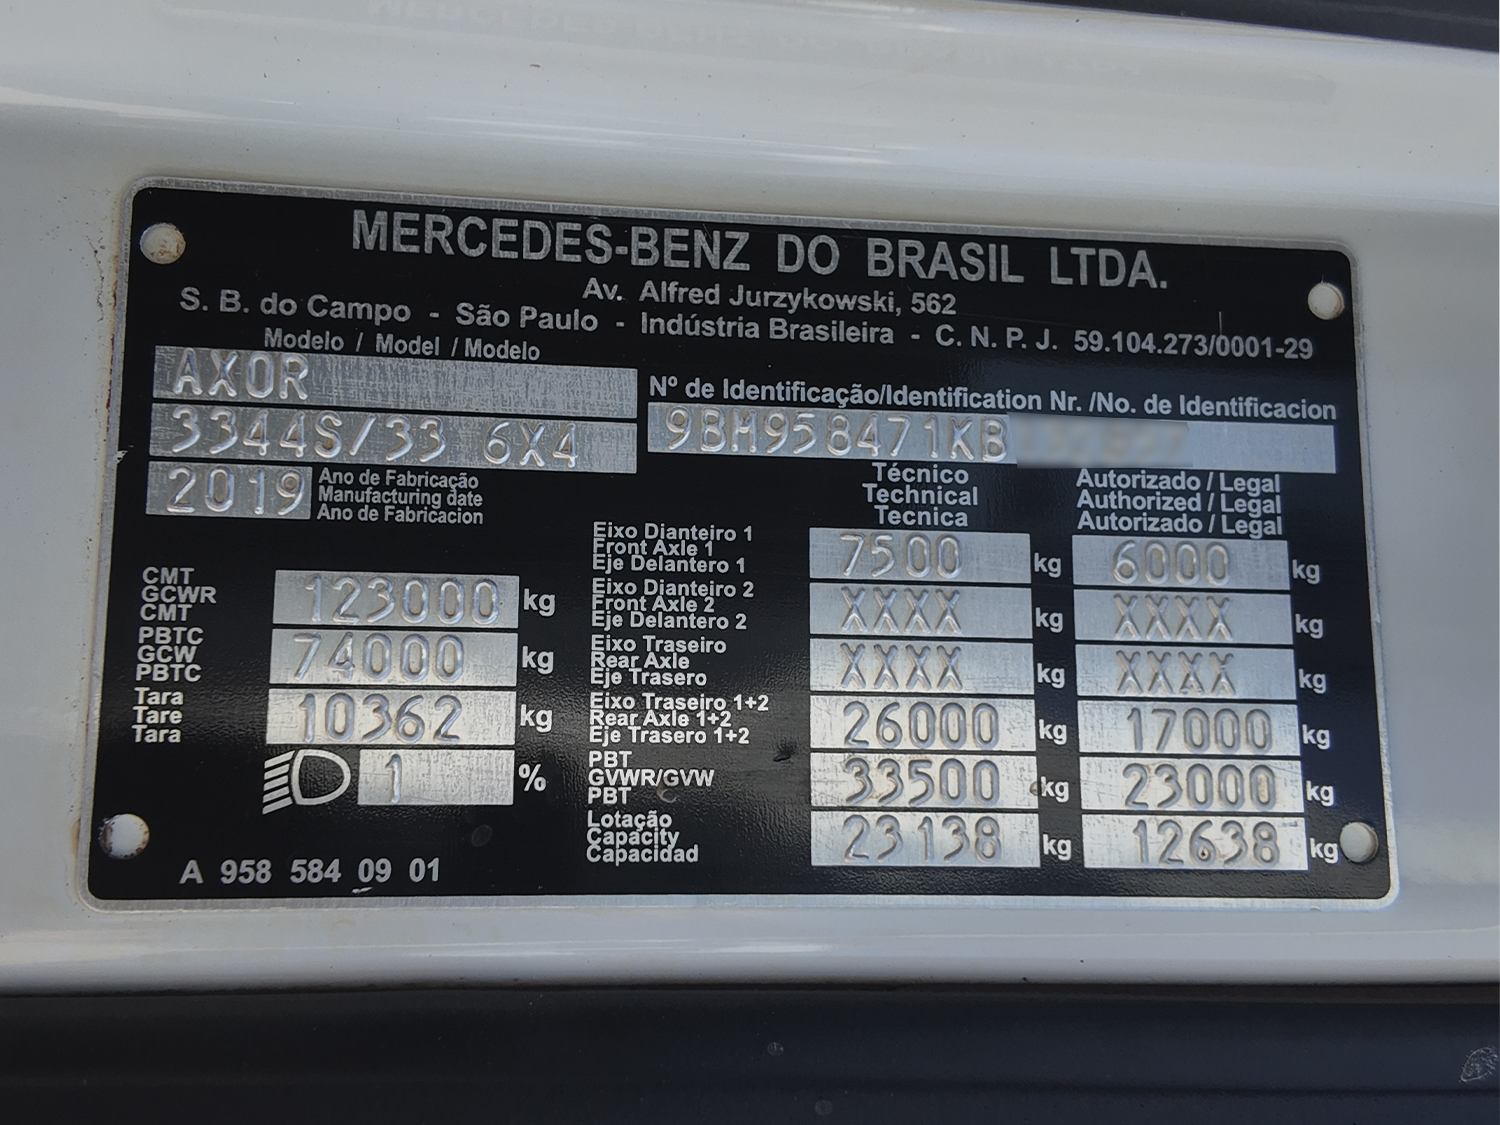 MERCEDES-BENZ DO BRASIL LTDA.
Av. Alfred Jurzykowski, 562
S. B. do Campo - São Paulo - Indústria Brasileira - C. N. P. J. 59.104.273/0001-29
Modelo / Model / Modelo
AXOR
3344S/33 6X4
2019
Ano de Fabricação
Manufacturing date
Ano de Fabricacion
Nº de Identificação/Identification Nr. /No. de Identificacion
9BM958471KB
Técnico
Technical
Tecnica
Autorizado / Legal
Authorized / Legal
Autorizado / Legal
CMT
GCWR
CMT
123000 kg
PBTC
GCW
PBTC
74000 kg
Tara
Tare
Tara
10362 kg
1 %
A 958 584 09 01
Eixo Dianteiro 1
Front Axle 1
Eje Delantero 1
7500 kg 6000 kg
Eixo Dianteiro 2
Front Axle 2
Eje Delantero 2
XXXX kg XXXX kg
Eixo Traseiro
Rear Axle
Eje Trasero
XXXX kg XXXX kg
Eixo Traseiro 1+2
Rear Axle 1+2
Eje Trasero 1+2
26000 kg 17000 kg
PBT
GVWR/GVW
PBT
33500 kg 23000 kg
Lotação
Capacity
Capacidad
23138 kg 12638 kg